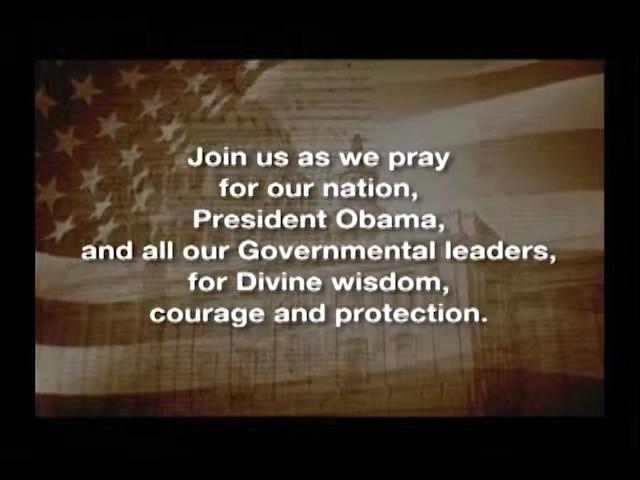 Join us as we pray
for our nation,
President Obama,
and all our Governmental leaders,
for Divine wisdom,
courage and protection.